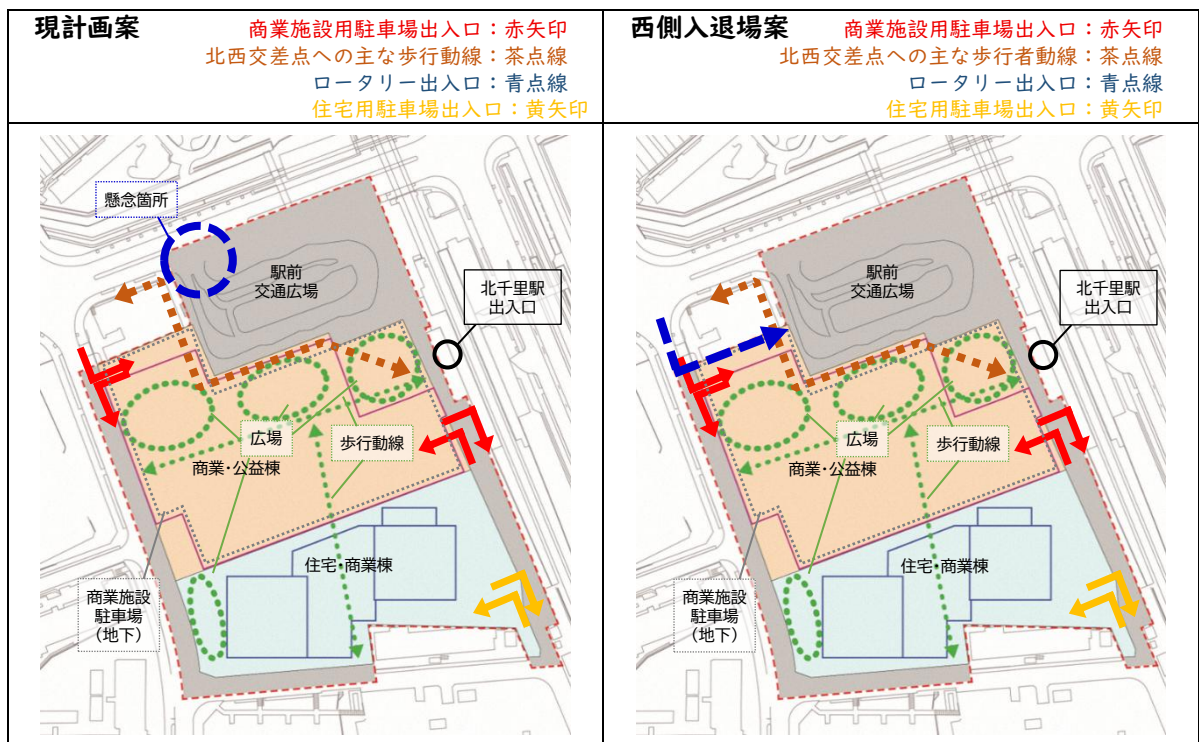 現計画案
商業施設用駐車場出入口：赤矢印
北西交差点への主な歩行動線：茶点線
ロータリー出入口：青点線
住宅用駐車場出入口：黄矢印
懸念箇所
駅前
交通広場
北千里駅
出入口
広場
歩行動線
商業・公益棟
住宅・商業棟
商業施設
駐車場
（地下）
西側入退場案
商業施設用駐車場出入口：赤矢印
北西交差点への主な歩行者動線：茶点線
ロータリー出入口：青点線
住宅用駐車場出入口：黄矢印
駅前
交通広場
北千里駅
出入口
広場
歩行動線
商業・公益棟
住宅・商業棟
商業施設
駐車場
（地下）